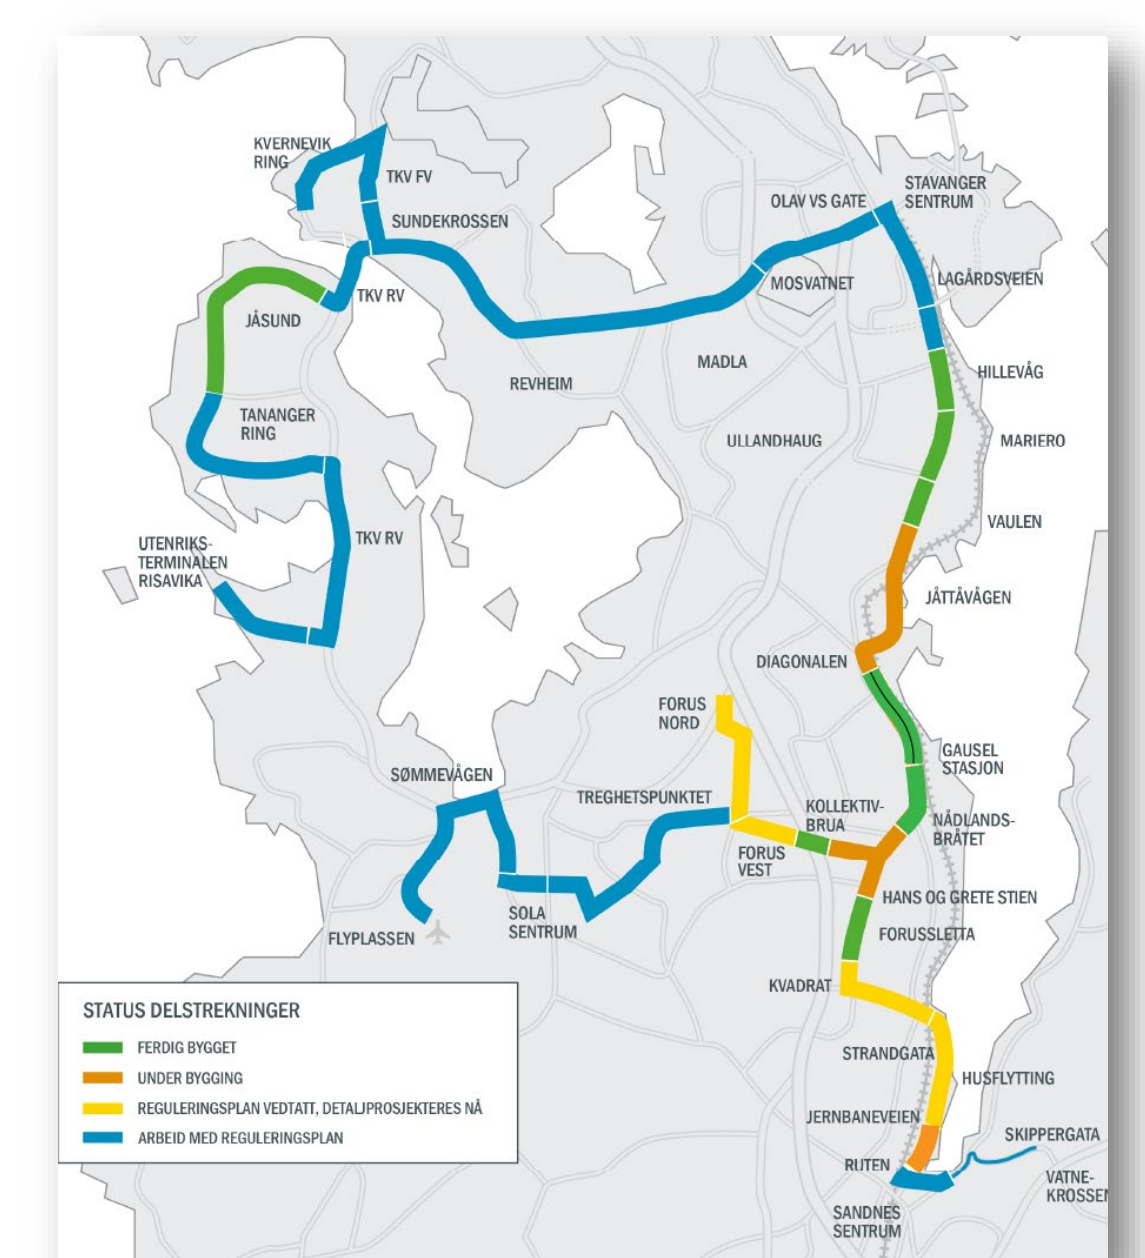 KVERNEVIK
RING
TKV FV
SUNDEKROSSEN
OLAV VS GATE
STAVANGER
SENTRUM
TKV RV
JÅSUND
MOSVATNET
LAGÅRDSVEIEN
MADLA
REVHEIM
HILLEVÅG
TANANGER
RING
ULLANDHAUG
MARIERO
TKV RV
VAULEN
UTENRIKS-
TERMINALEN
RISAVIKA
JÅTTÅVÅGEN
DIAGONALEN
FORUS
NORD
GAUSEL
STASJON
SØMMEVÅGEN
TREGHETSPUNKTET
KOLLEKTIV-
BRUA
NÅDLANDS-
BRÅTET
FORUS
VEST
HANS OG GRETE STIEN
SOLA
SENTRUM
FLYPLASSEN
FORUSSLETTA
KVADRAT
STRANDGATA
HUSFLYTTING
JERNBANEVEIEN
SKIPPERGATA
RUTEN
VATNE-
KROSSEN
SANDNES
SENTRUM
STATUS DELSTREKNINGER
FERDIG BYGGET
UNDER BYGGING
REGULERINGSPLAN VEDTATT, DETALJPROSJEKTERES NÅ
ARBEID MED REGULERINGSPLAN